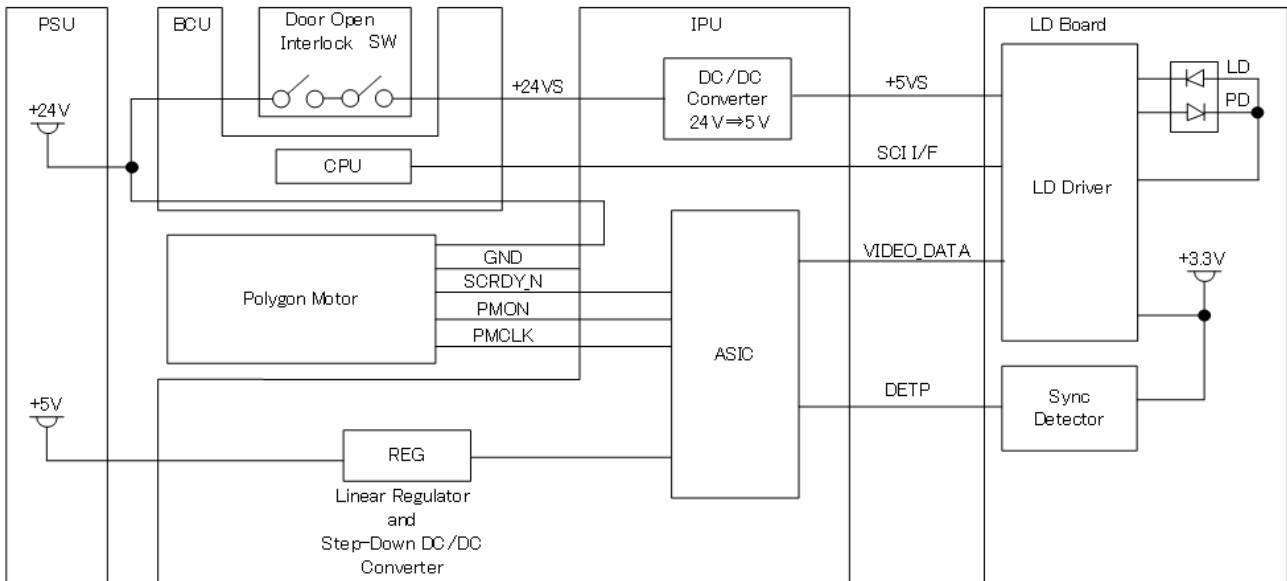 PSU
BCU
Door Open
Interlock SW
IPU
LD Board
+24V
+24VS
DC/DC
Converter
24V⇒5V
+5VS
LD
PD
CPU
SCI I/F
LD Driver
Polygon Motor
GND
SCRDY_N
PMON
PMCLK
ASIC
VIDEO_DATA
+3.3V
DETP
Sync
Detector
+5V
REG
Linear Regulator
and
Step-Down DC/DC
Converter